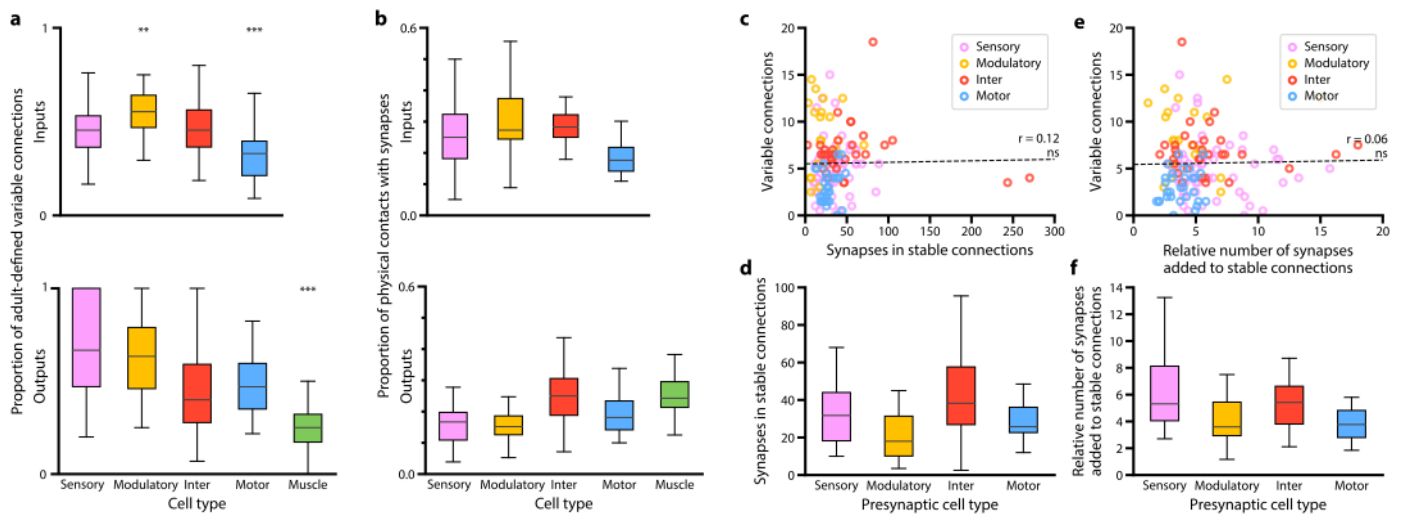 a
Proportion of adult-defined variable connections
Inputs
1
0
**
***
Outputs
1
0
***
Sensory Modulatory Inter Motor Muscle
Cell type
b
Proportion of physical contacts with synapses
Inputs
0.6
0.0
Outputs
0.6
0.0
Sensory Modulatory Inter Motor Muscle
Cell type
c
Variable connections
20
15
10
5
0
Sensory
Modulatory
Inter
Motor
r = 0.12
ns
0 50 100 150 200 250 300
Synapses in stable connections
d
Synapses in stable connections
100
80
60
40
20
0
Sensory Modulatory Inter Motor
Presynaptic cell type
e
Variable connections
20
15
10
5
0
Sensory
Modulatory
Inter
Motor
r = 0.06
ns
0 5 10 15 20
Relative number of synapses
added to stable connections
f
Relative number of synapses
added to stable connections
14
12
10
8
6
4
2
0
Sensory Modulatory Inter Motor
Presynaptic cell type